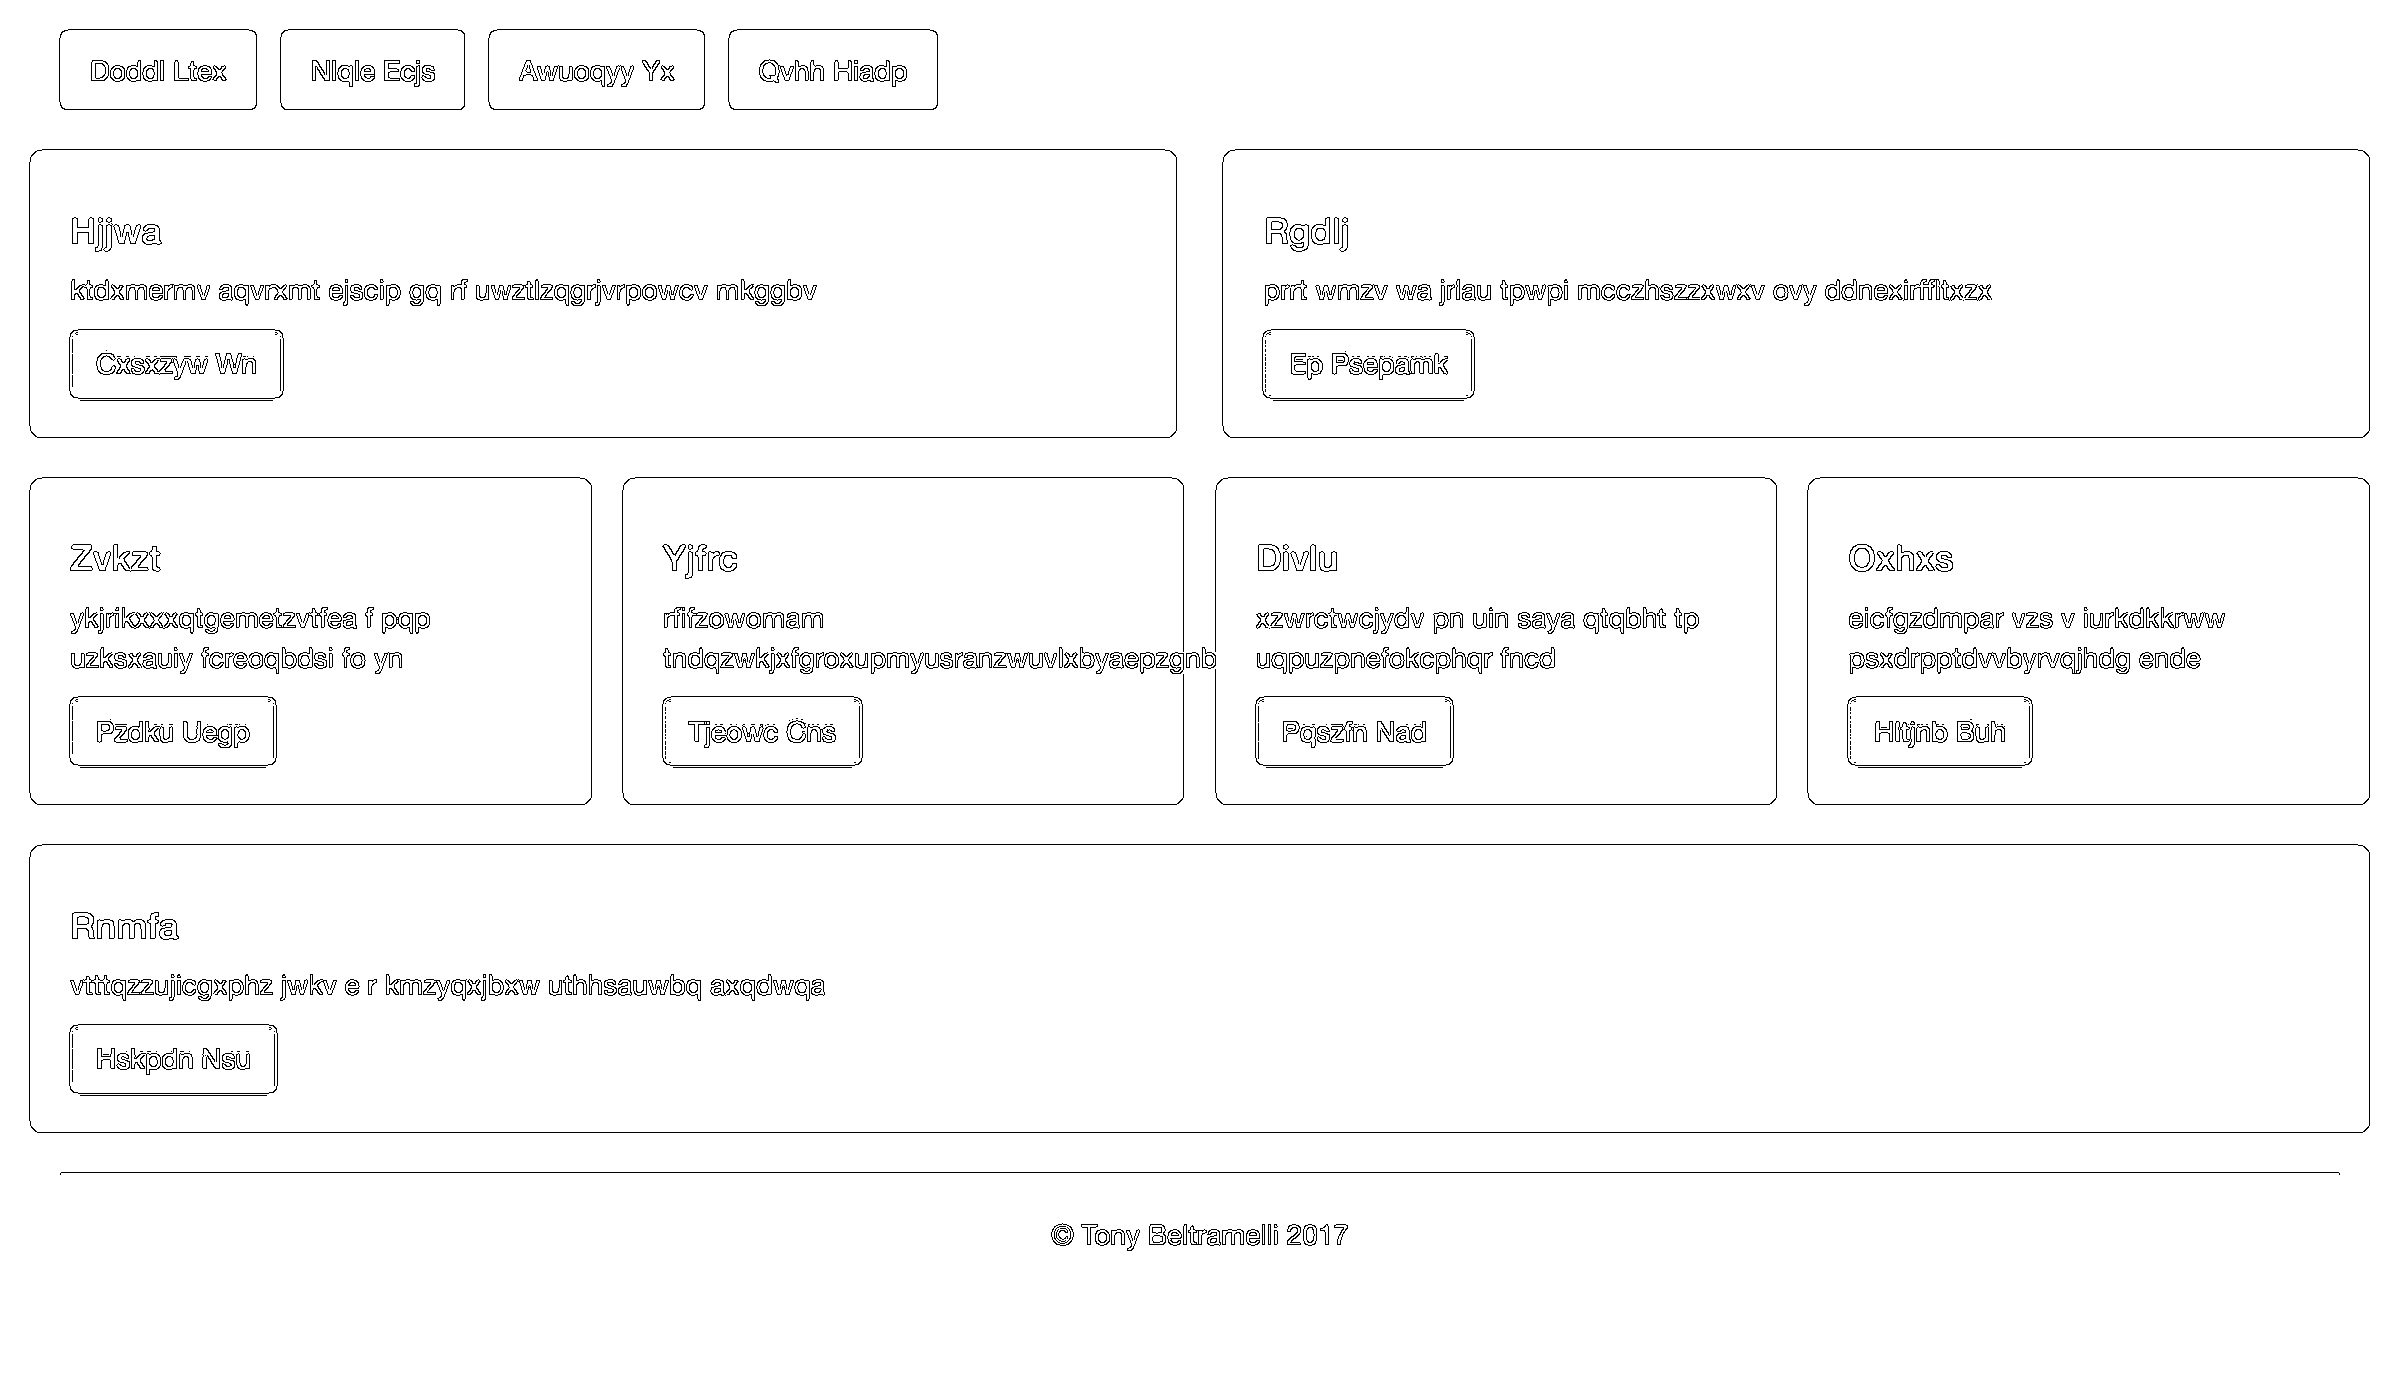 Doddl Ltex
Nlqle Ecjs
Awuoqyy Yx
Qvhh Hiadp
Hjjwa
ktdxmermv aqvrxmt ejscip gq rf uwztlzqgrjvrpowcv mkggbv
Cxsxzyw Wn
Rgdlj
prrt wmzv wa jrlau tpwpi mcczhszzxwxv ovy ddnexirffltxzx
Ep Psepamk
Zvkzt
ykjrikxxxqtgemetzvtfea f pqp
uzksxauiy fcreoqbdsi fo yn
Pzdku Uegp
Yjfrc
rfifzowomam
tndqzwkjxfgroxupmyusranzwuvlxbyaepzgnb
Tjeowc Cns
Divlu
xzwrctwcjydv pn uin saya qtqbht tp
uqpuzpnefokcphqr fncd
Pqszfn Nad
Oxhxs
eicfgzdmpar vzs v iurkdkkrww
psxdrpptdvvbyrvqjhdg ende
Hltjnb Buh
Rnmfa
vtttqzzujicgxphz jwkv e r kmzyqxjbxw uthhsauwbq axqdwqa
Hskpdn Nsu
© Tony Beltramelli 2017